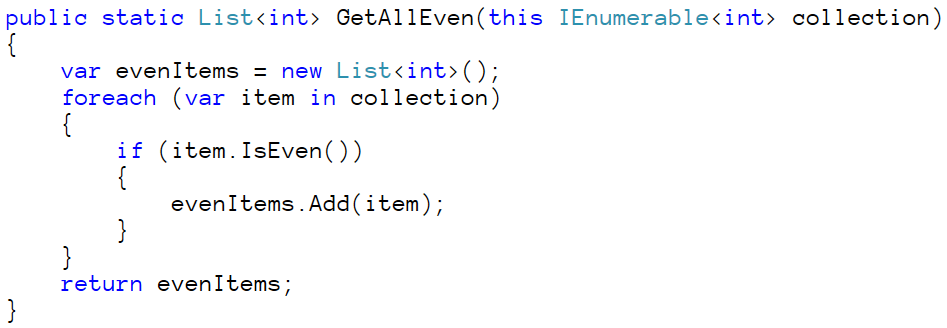 public static List<int> GetAllEven(this IEnumerable<int> collection)
{
    var evenItems = new List<int>();
    foreach (var item in collection)
    {
        if (item.IsEven())
        {
            evenItems.Add(item);
        }
    }
    return evenItems;
}